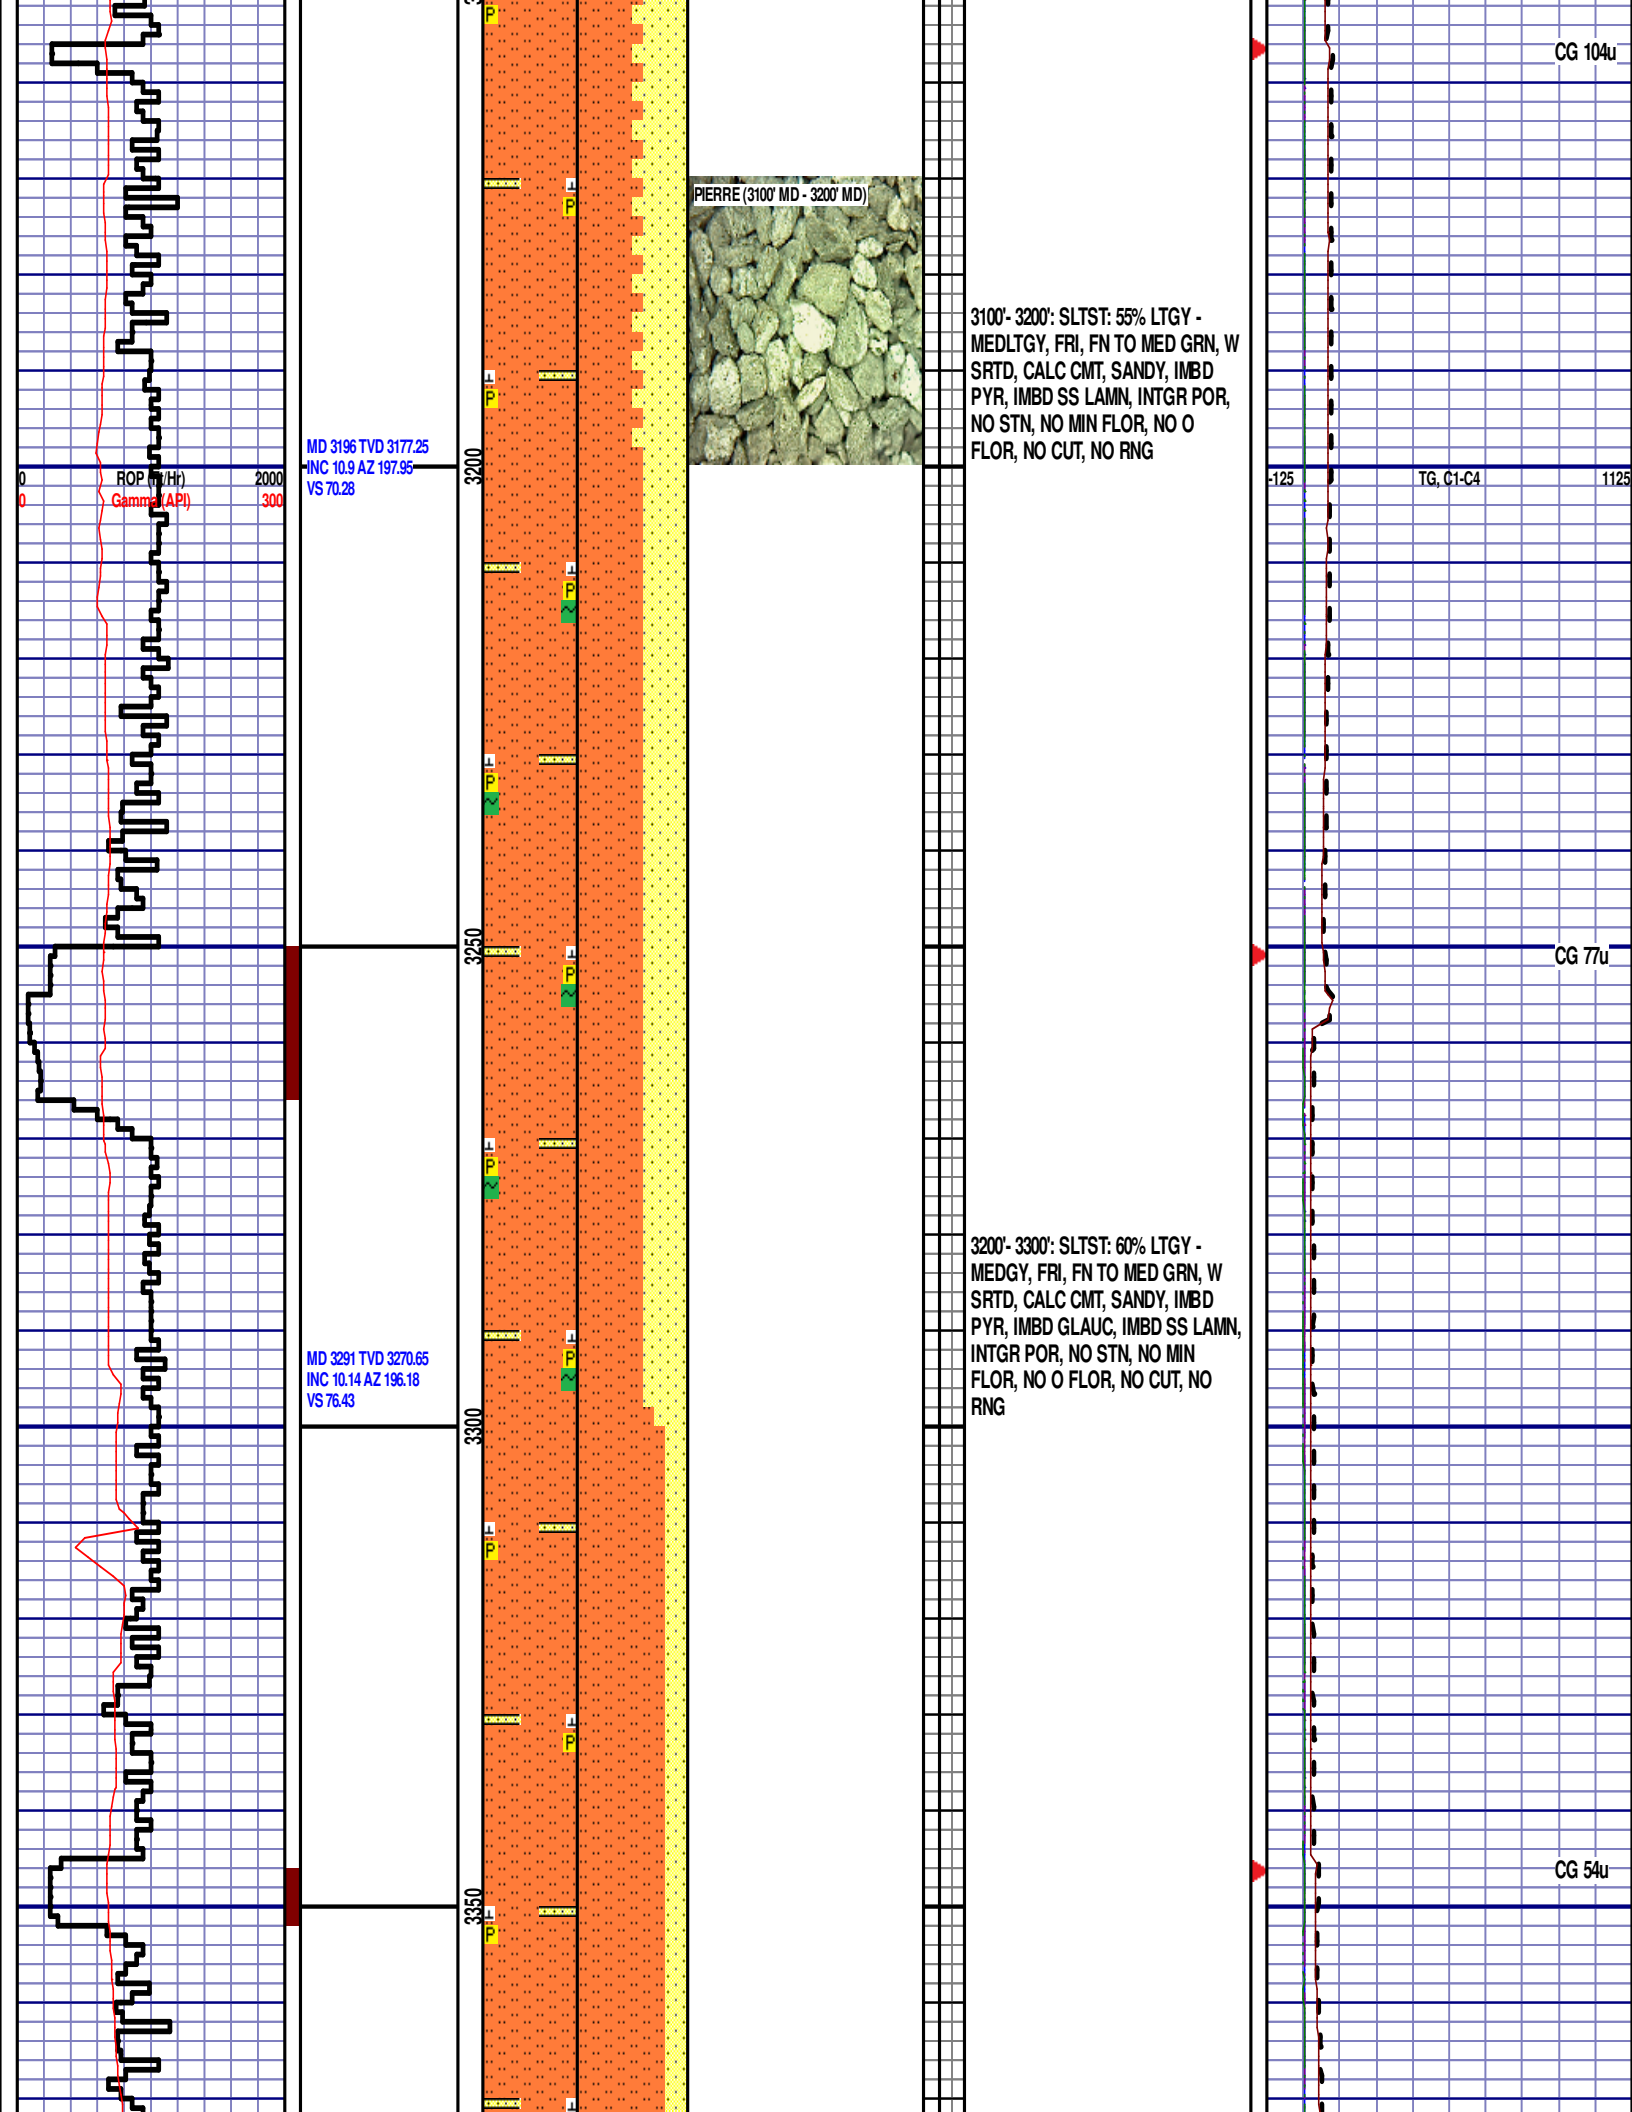 P
CG 104u
PIERRE (3100' MD - 3200' MD)
P
3100'- 3200': SLTST: 55% LTGY -
MEDLTGY, FRI, FN TO MED GRN, W
SRTD, CALC CMT, SANDY, IMBD
PYR, IMBD SS LAMN, INTGR POR,
NO STN, NO MIN FLOR, NO O
FLOR, NO CUT, NO RNG
P
MD 3196 TVD 3177.25
INC 10.9 AZ 197.95
VS 70.28
3200
0 ROP (Ft/Hr) 2000
0 Gamma (API) 300
-125 TG, C1-C4 1125
P
P
3250
CG 77u
P
P
3200'- 3300': SLTST: 60% LTGY -
MEDGY, FRI, FN TO MED GRN, W
SRTD, CALC CMT, SANDY, IMBD
PYR, IMBD GLAUC, IMBD SS LAMN,
INTGR POR, NO STN, NO MIN
FLOR, NO O FLOR, NO CUT, NO
RNG
MD 3291 TVD 3270.65
INC 10.14 AZ 196.18
VS 76.43
P
3300
P
P
CG 54u
3350
P